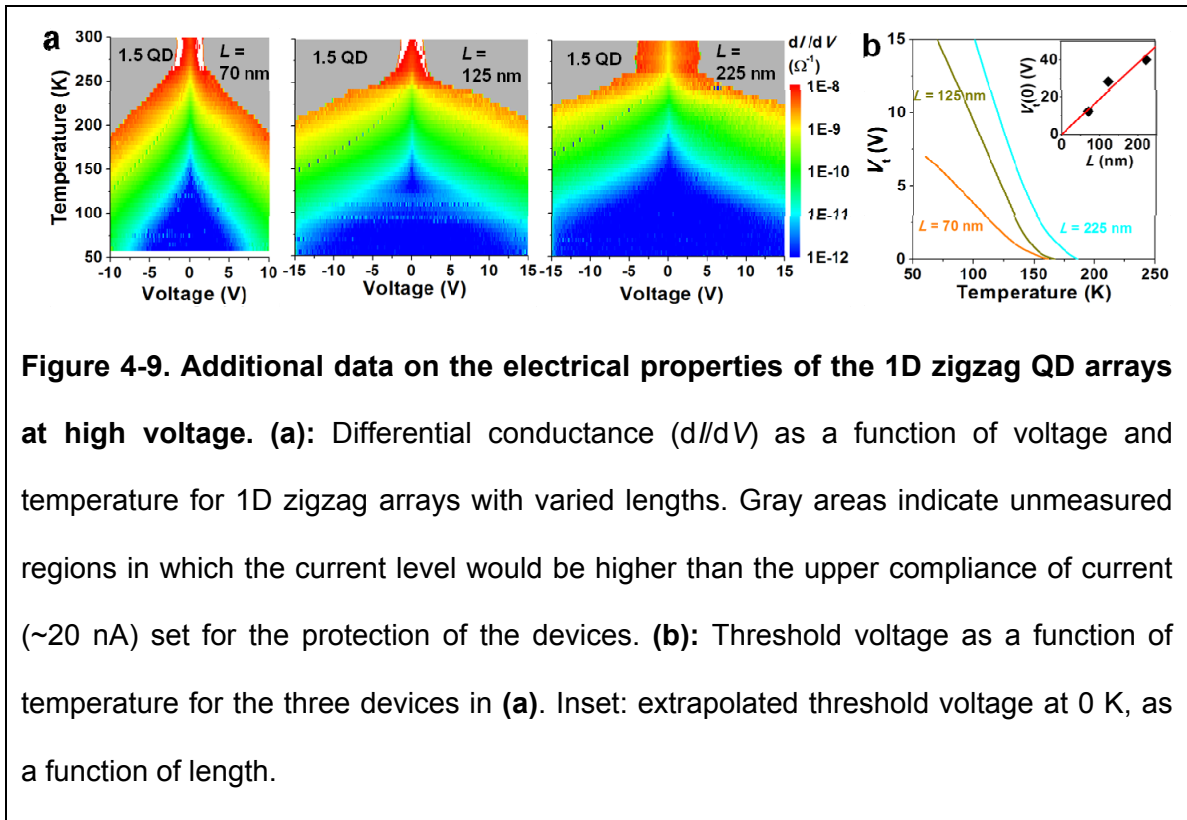 a
b
1.5 QD
L =
70 nm
1.5 QD
L =
125 nm
1.5 QD
L =
225 nm
dI/dV
(Ω⁻¹)
1E-8
1E-9
1E-10
1E-11
1E-12
Temperature (K)
300
250
200
150
100
50
-10 -5 0 5 10
Voltage (V)
-15 -10 -5 0 5 10 15
Voltage (V)
-15 -10 -5 0 5 10 15
Voltage (V)
Vt (V)
15
10
5
0
L = 125 nm
L = 70 nm
L = 225 nm
50 100 150 200 250
Temperature (K)
Vt(0) (V)
40
20
0
0 100 200
L (nm)
Figure 4-9. Additional data on the electrical properties of the 1D zigzag QD arrays
at high voltage. (a): Differential conductance (dI/dV) as a function of voltage and
temperature for 1D zigzag arrays with varied lengths. Gray areas indicate unmeasured
regions in which the current level would be higher than the upper compliance of current
(~20 nA) set for the protection of the devices. (b): Threshold voltage as a function of
temperature for the three devices in (a). Inset: extrapolated threshold voltage at 0 K, as
a function of length.